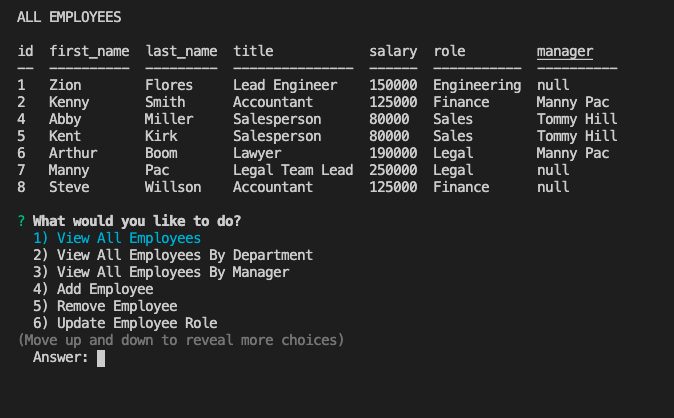 ALL EMPLOYEES
id  first_name  last_name  title            salary  role         manager
--  ----------  ---------  ---------------  ------  -----------  ----------
1   Zion        Flores     Lead Engineer    150000  Engineering  null
2   Kenny       Smith      Accountant       125000  Finance      Manny Pac
4   Abby        Miller     Salesperson      80000   Sales        Tommy Hill
5   Kent        Kirk       Salesperson      80000   Sales        Tommy Hill
6   Arthur      Boom       Lawyer           190000  Legal        Manny Pac
7   Manny       Pac        Legal Team Lead  250000  Legal        null
8   Steve       Willson    Accountant       125000  Finance      null
? What would you like to do?
1) View All Employees
2) View All Employees By Department
3) View All Employees By Manager
4) Add Employee
5) Remove Employee
6) Update Employee Role
(Move up and down to reveal more choices)
Answer: